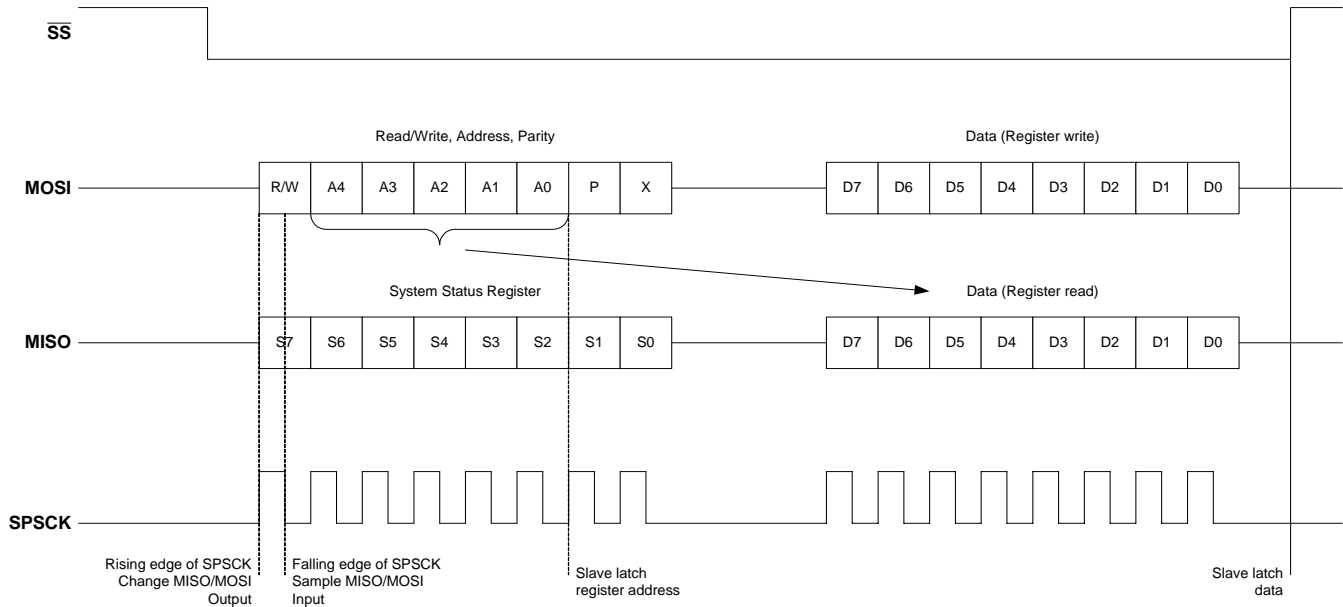 SS
Read/Write, Address, Parity
Data (Register write)
MOSI
R/W A4 A3 A2 A1 A0 P X
D7 D6 D5 D4 D3 D2 D1 D0
System Status Register
Data (Register read)
MISO
S7 S6 S5 S4 S3 S2 S1 S0
D7 D6 D5 D4 D3 D2 D1 D0
SPSCK
Rising edge of SPSCK
Change MISO/MOSI
Output
Falling edge of SPSCK
Sample MISO/MOSI
Input
Slave latch
register address
Slave latch
data